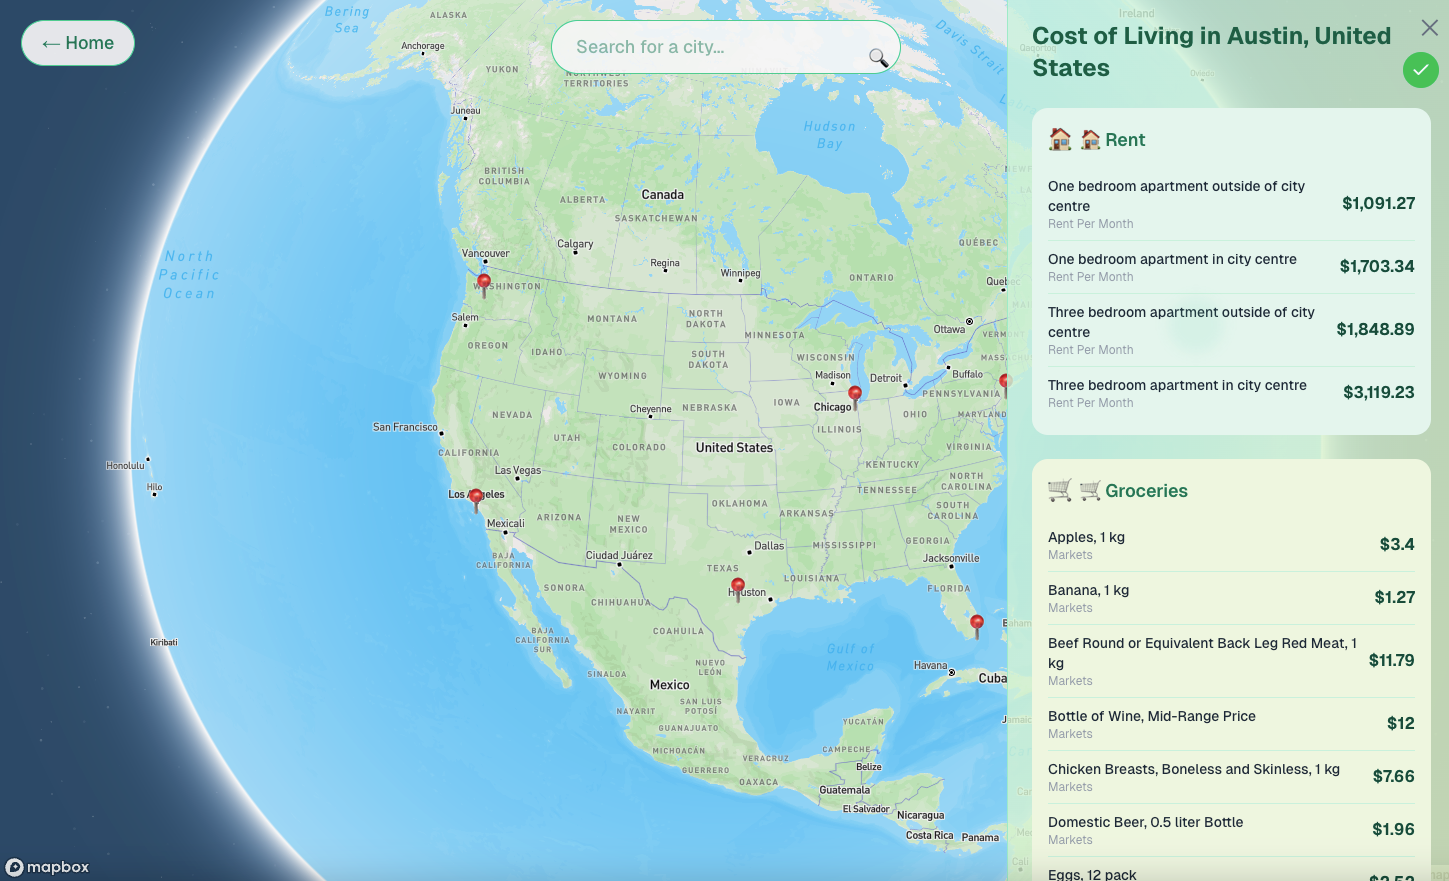 ← Home
Search for a city...
Bering
Sea
ALASKA
Anchorage
YUKON
NORTHWEST
TERRITORIES
NUNAVUT
Davis Strait
Juneau
Hudson
Bay
BRITISH
COLUMBIA
ALBERTA
Canada
SASKATCHEWAN
North
Pacific
Ocean
Vancouver
Calgary
Regina
Winnipeg
ONTARIO
QUÉBEC
Quebec
WASHINGTON
Salem
OREGON
IDAHO
MONTANA
NORTH
DAKOTA
MINNESOTA
Ottawa
VERMONT
SOUTH
DAKOTA
WISCONSIN
MASSACHUSETTS
WYOMING
Madison
Detroit
Buffalo
PENNSYLVANIA
Cheyenne
NEBRASKA
IOWA
Chicago
OHIO
MARYLAND
NEVADA
San Francisco
ILLINOIS
UTAH
COLORADO
United States
VIRGINIA
CALIFORNIA
Honolulu
Hilo
Las Vegas
KENTUCKY
Los Angeles
OKLAHOMA
TENNESSEE
NORTH
CAROLINA
ARIZONA
NEW
MEXICO
ARKANSAS
SOUTH
CAROLINA
Mexicali
Dallas
MISSISSIPPI
GEORGIA
BAJA
CALIFORNIA
Ciudad Juárez
TEXAS
LOUISIANA
Jacksonville
SONORA
CHIHUAHUA
Houston
FLORIDA
Kiribati
BAJA
CALIFORNIA
SUR
COAHUILA
Gulf of
Mexico
Havana
Cuba
SINALOA
NUEVO
LEÓN
Mexico
SAN LUIS
POTOSÍ
NAYARIT
GUANAJUATO
YUCATÁN
MICHOACÁN
VERACRUZ
CAMPECHE
GUERRERO
OAXACA
Belize
Guatemala
El Salvador
Nicaragua
Costa Rica
Panama
mapbox
Ireland
Cost of Living in Austin, United
States
Rent
One bedroom apartment outside of city
centre
Rent Per Month
$1,091.27
One bedroom apartment in city centre
Rent Per Month
$1,703.34
Three bedroom apartment outside of city
centre
Rent Per Month
$1,848.89
Three bedroom apartment in city centre
Rent Per Month
$3,119.23
Groceries
Apples, 1 kg
Markets
$3.4
Banana, 1 kg
Markets
$1.27
Beef Round or Equivalent Back Leg Red Meat, 1
kg
Markets
$11.79
Bottle of Wine, Mid-Range Price
Markets
$12
Chicken Breasts, Boneless and Skinless, 1 kg
Markets
$7.66
Domestic Beer, 0.5 liter Bottle
Markets
$1.96
Eggs, 12 pack